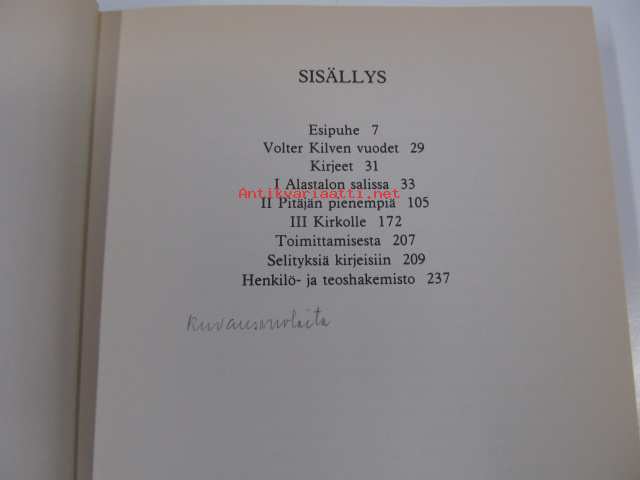 SISÄLLYS
Esipuhe 7
Volter Kilven vuodet 29
Kirjeet 31
I Alastalon salissa 33
Antikvariaatti.net
II Pitäjän pienempiä 105
III Kirkolle 172
Toimittamisesta 207
Selityksiä kirjeisiin 209
Henkilö- ja teoshakemisto 237